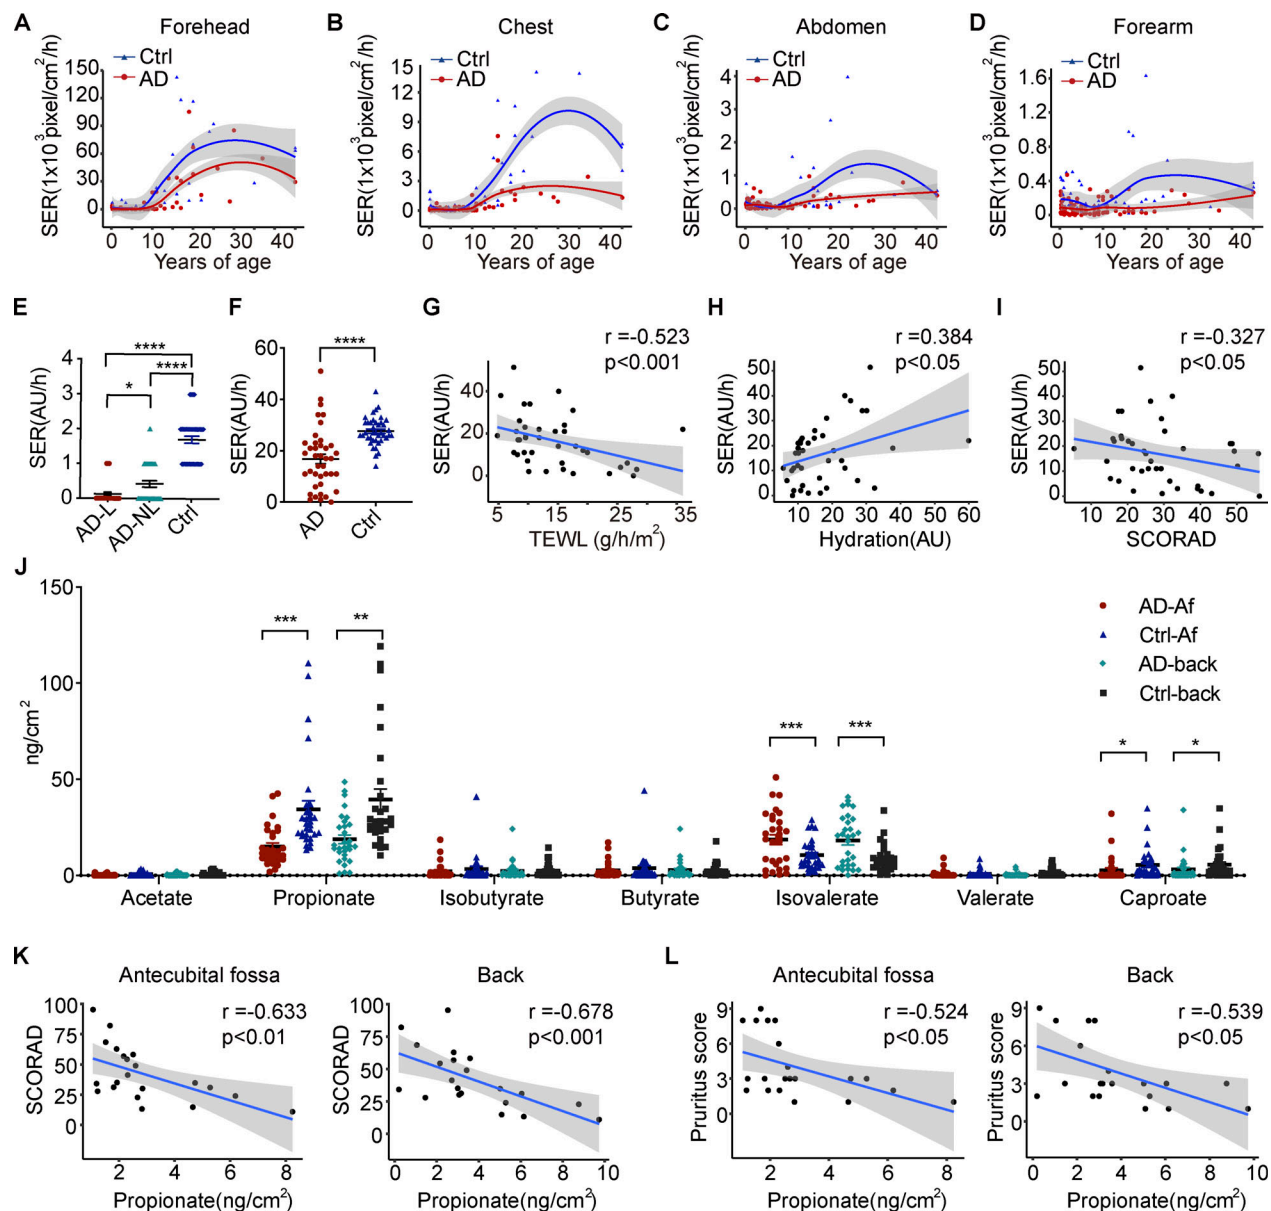 A Forehead
Ctrl
AD
SER(1x10³pixel/cm²/h)
150
120
90
60
30
0
0 10 20 30 45
Years of age
B Chest
Ctrl
AD
SER(1x10³pixel/cm²/h)
15
12
9
6
3
0
0 10 20 30 45
Years of age
C Abdomen
Ctrl
AD
SER(1x10³pixel/cm²/h)
4
3
2
1
0
0 10 20 30 45
Years of age
D Forearm
Ctrl
AD
SER(1x10³pixel/cm²/h)
1.6
1.2
0.8
0.4
0
0 10 20 30 45
Years of age
E
SER(AU/h)
4
3
2
1
0
****
* ****
AD-L AD-NL Ctrl
F
SER(AU/h)
60
40
20
0
****
AD Ctrl
G
r =-0.523
p<0.001
SER(AU/h)
50
40
30
20
10
0
5 15 25 35
TEWL (g/h/m²)
H
r =0.384
p<0.05
SER(AU/h)
50
40
30
20
10
0
10 20 30 40 50 60
Hydration(AU)
I
r =-0.327
p<0.05
SER(AU/h)
50
40
30
20
10
0
10 20 30 40 50
SCORAD
J
ng/cm²
150
100
50
0
*** **
*** ***
* *
AD-Af
Ctrl-Af
AD-back
Ctrl-back
Acetate Propionate Isobutyrate Butyrate Isovalerate Valerate Caproate
K
Antecubital fossa
r =-0.633
p<0.01
SCORAD
100
75
50
25
0
2 4 6 8
Propionate(ng/cm²)
Back
r =-0.678
p<0.001
SCORAD
100
75
50
25
0
0 2 4 6 8 10
Propionate(ng/cm²)
L
Antecubital fossa
r =-0.524
p<0.05
Pruritus score
9
6
3
0
2 4 6 8
Propionate(ng/cm²)
Back
r =-0.539
p<0.05
Pruritus score
9
6
3
0
0 2 4 6 8 10
Propionate(ng/cm²)